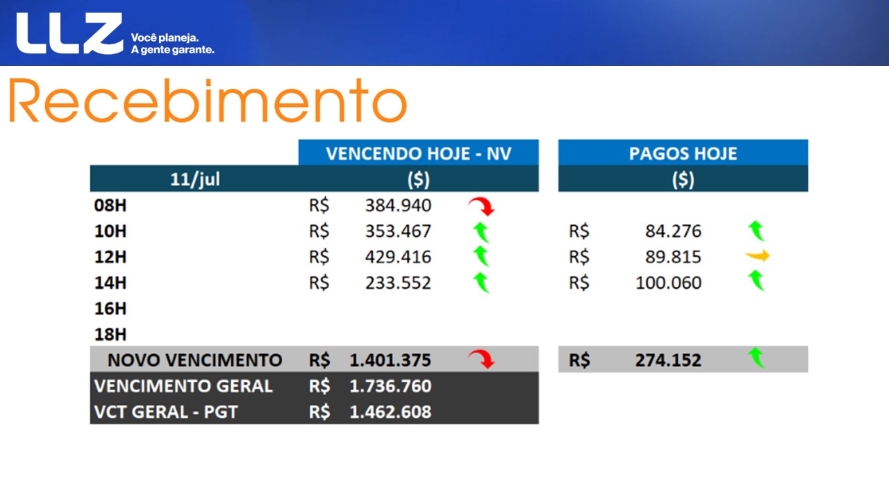 LLZ
Você planeja.
A gente garante.
Recebimento
VENCENDO HOJE - NV PAGOS HOJE
11/jul ($) ($)
08H R$ 384.940
10H R$ 353.467 R$ 84.276
12H R$ 429.416 R$ 89.815
14H R$ 233.552 R$ 100.060
16H
18H
NOVO VENCIMENTO R$ 1.401.375 R$ 274.152
VENCIMENTO GERAL R$ 1.736.760
VCT GERAL - PGT R$ 1.462.608